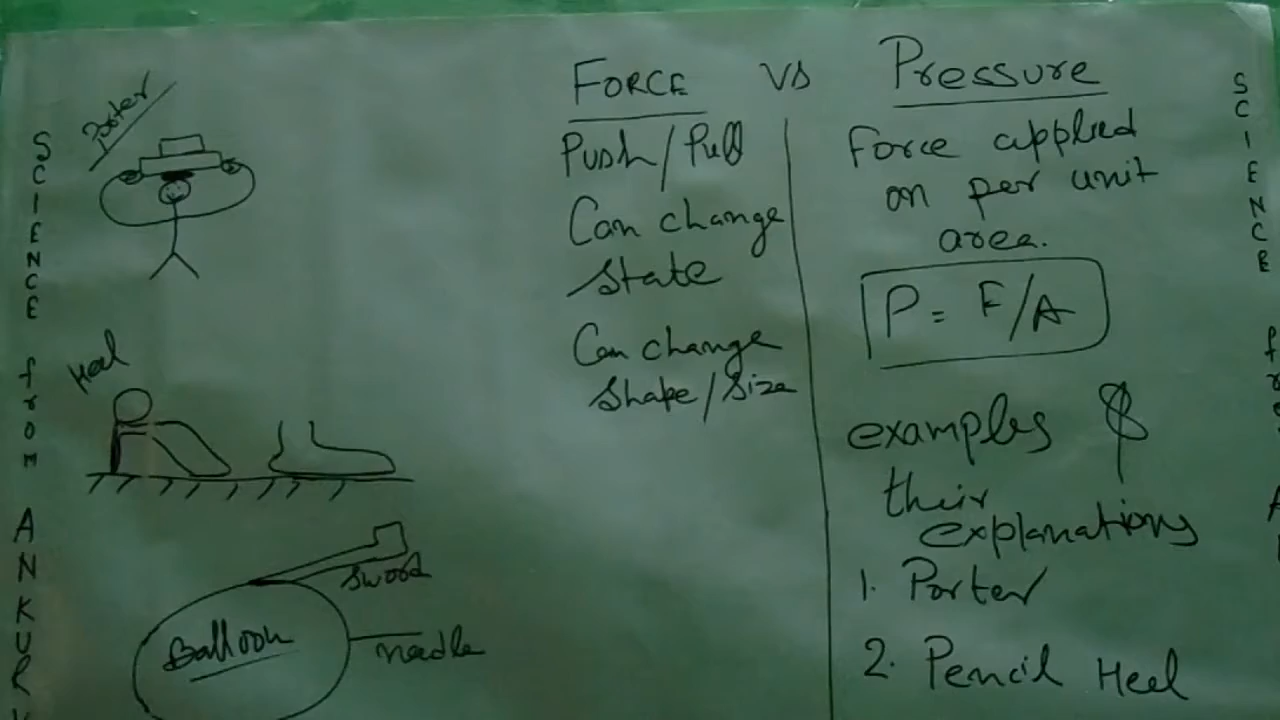 FORCE VS Pressure
Push/Pull
Can change
State
Can change
Shape/Size
Force applied
on per unit
area.
P = F/A
examples &
their
explanations
1. Porter
2. Pencil Heel
Porter
Heel
Sword
Balloon
needle
SCIENCE from ANKUR
SCIENCE